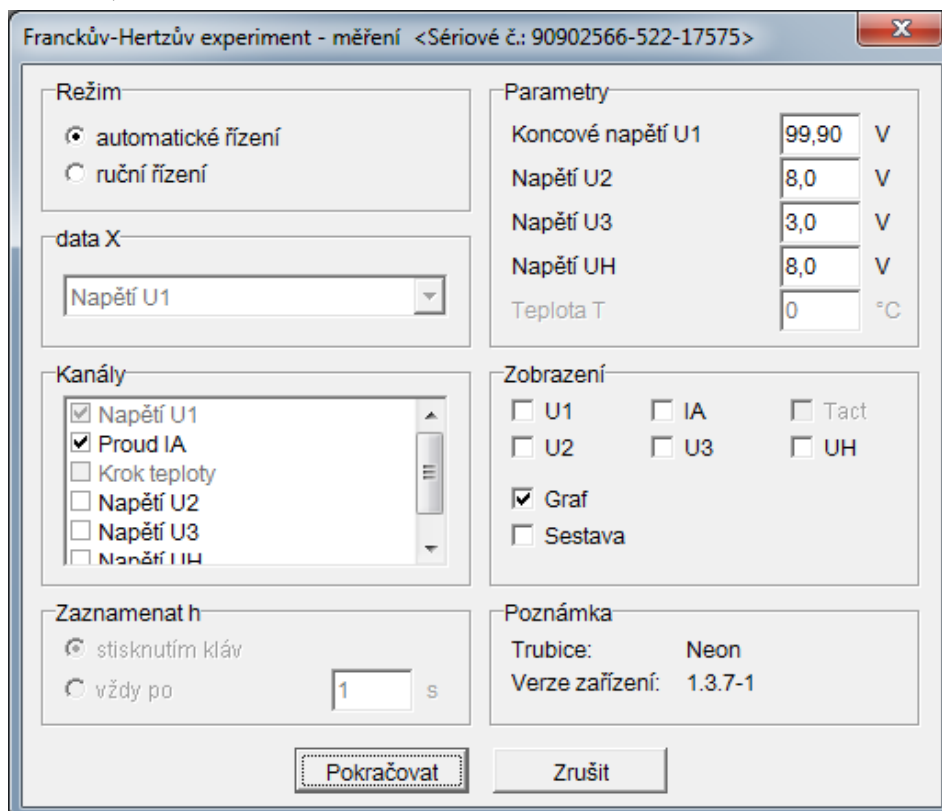 Franckův-Hertzův experiment - měření <Sériové č.: 90902566-522-17575>
Režim
automatické řízení
ruční řízení
data X
Napětí U1
Kanály
Napětí U1
Proud IA
Krok teploty
Napětí U2
Napětí U3
Napětí UH
Zaznamenat h
stisknutím kláv
vždy po 1 s
Parametry
Koncové napětí U1 99,90 V
Napětí U2 8,0 V
Napětí U3 3,0 V
Napětí UH 8,0 V
Teplota T 0 °C
Zobrazení
U1 IA Tact
U2 U3 UH
Graf
Sestava
Poznámka
Trubice: Neon
Verze zařízení: 1.3.7-1
Pokračovat Zrušit